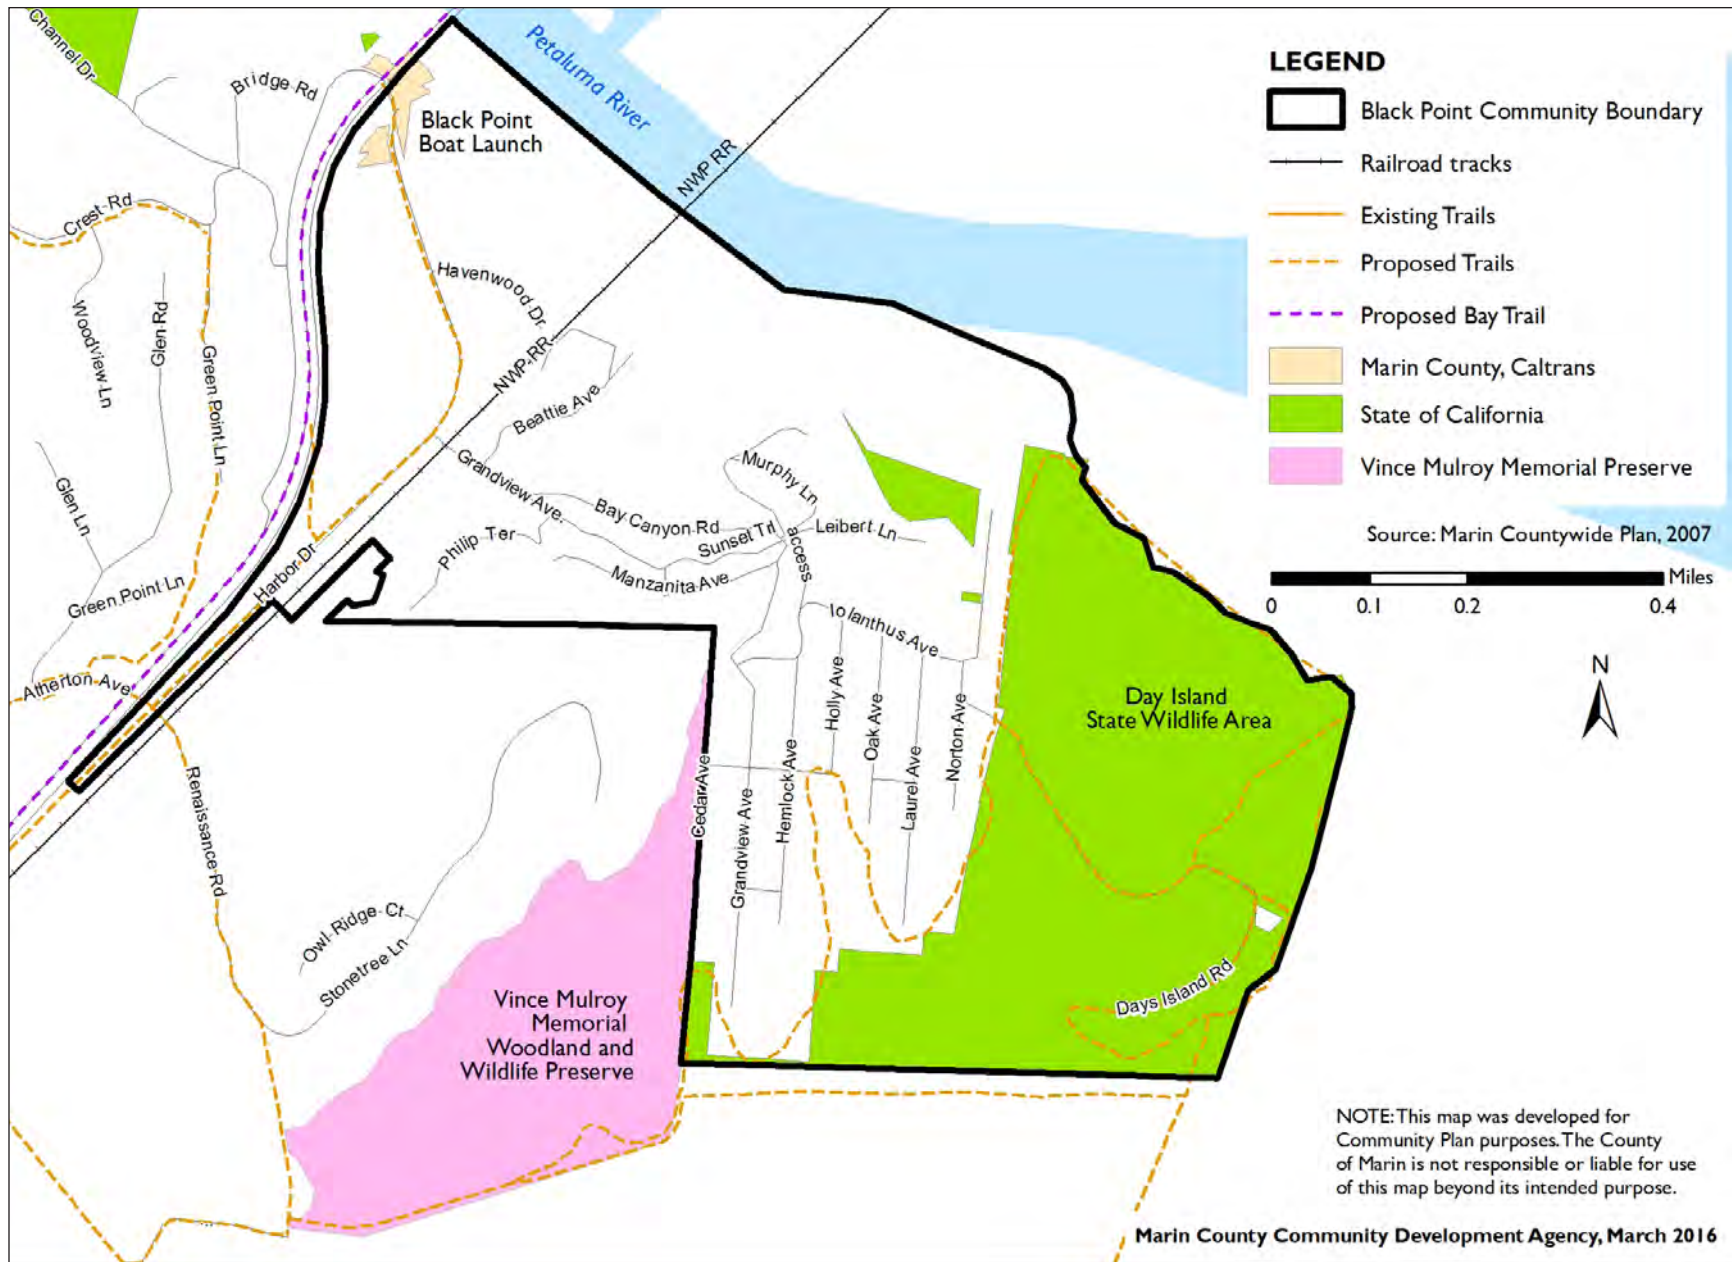 Channel Dr
Bridge Rd
Petaluma River
Black Point
Boat Launch
NWP RR
Crest Rd
Havenwood Dr.
Woodview Ln
Glen Rd
Green Point Ln
NWP RR
Beattie Ave
Glen Ln
Grandview Ave.
Murphy Ln
Bay Canyon Rd
Sunset Trl
Leibert Ln
access
Philip Ter
Manzanita Ave
Harbor Dr
Green Point Ln
Iolanthus Ave
Atherton Ave
Holly Ave
Oak Ave
Laurel Ave
Norton Ave
Day Island
State Wildlife Area
Renaissance Rd
Cedar Ave
Grandview Ave
Hemlock Ave
Owl Ridge Ct
Stonetree Ln
Days Island Rd
Vince Mulroy
Memorial
Woodland and
Wildlife Preserve
LEGEND
Black Point Community Boundary
Railroad tracks
Existing Trails
Proposed Trails
Proposed Bay Trail
Marin County, Caltrans
State of California
Vince Mulroy Memorial Preserve
Source: Marin Countywide Plan, 2007
Miles
0 0.1 0.2 0.4
N
NOTE: This map was developed for
Community Plan purposes. The County
of Marin is not responsible or liable for use
of this map beyond its intended purpose.
Marin County Community Development Agency, March 2016